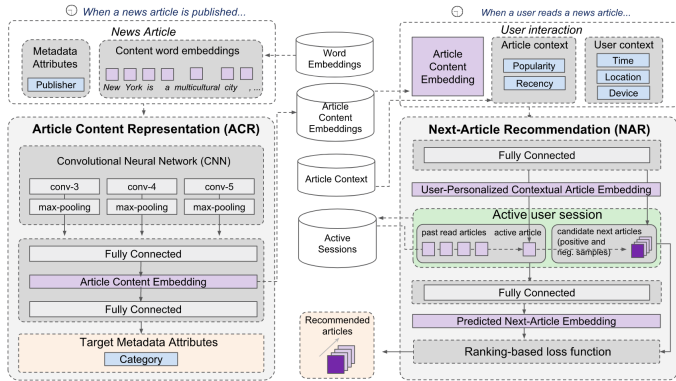 When a news article is published...
News Article
Metadata
Attributes
Publisher
Content word embeddings
New York is a multicultural city , ...
Article Content Representation (ACR)
Convolutional Neural Network (CNN)
conv-3
conv-4
conv-5
max-pooling
max-pooling
max-pooling
Fully Connected
Article Content Embedding
Fully Connected
Target Metadata Attributes
Category
Word
Embeddings
Article
Content
Embeddings
Article Context
Active
Sessions
Recommended
articles
When a user reads a news article...
User interaction
Article
Content
Embedding
Article context
Popularity
Recency
User context
Time
Location
Device
Next-Article Recommendation (NAR)
Fully Connected
User-Personalized Contextual Article Embedding
Active user session
past read articles
active article
candidate next articles
(positive and
neg. samples)
Fully Connected
Predicted Next-Article Embedding
Ranking-based loss function